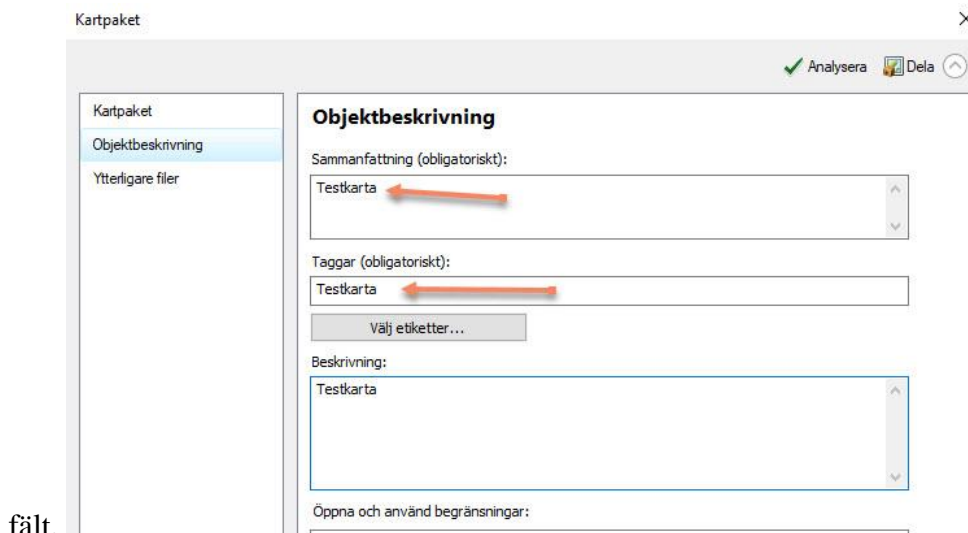 Kartpaket
Analysera Dela
Kartpaket
Objektbeskrivning
Ytterligare filer
Objektbeskrivning
Sammanfattning (obligatoriskt):
Testkarta
Taggar (obligatoriskt):
Testkarta
Välj etiketter...
Beskrivning:
Testkarta
Öppna och använd begränsningar:
fält